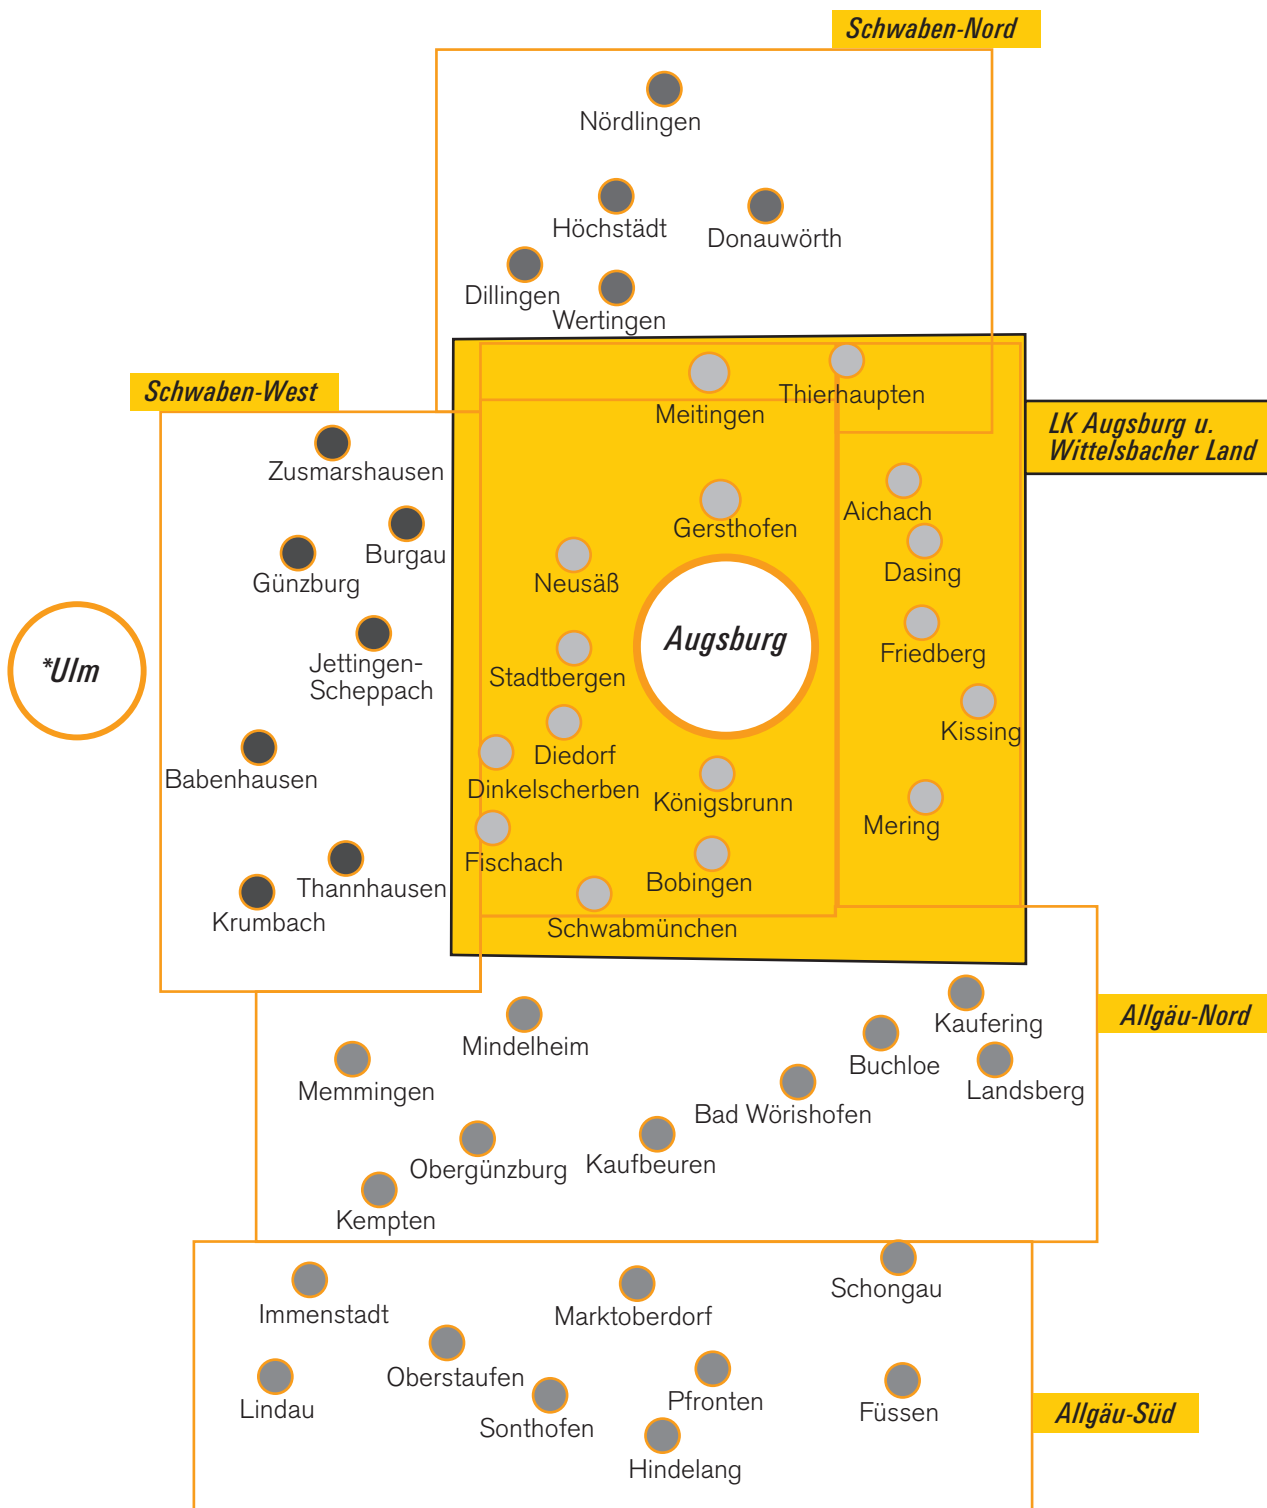 Schwaben-Nord
Nördlingen
Höchstädt
Donauwörth
Dillingen
Wertingen
Schwaben-West
Thierhaupten
Meitingen
LK Augsburg u.
Wittelsbacher Land
Zusmarshausen
Aichach
Gersthofen
Burgau
Günzburg
Neusäß
Dasing
*Ulm
Jettingen-
Scheppach
Stadtbergen
Augsburg
Friedberg
Kissing
Diedorf
Babenhausen
Dinkelscherben
Königsbrunn
Mering
Fischach
Bobingen
Thannhausen
Krumbach
Schwabmünchen
Allgäu-Nord
Kaufering
Mindelheim
Buchloe
Landsberg
Memmingen
Bad Wörishofen
Obergünzburg
Kaufbeuren
Kempten
Schongau
Immenstadt
Marktoberdorf
Oberstaufen
Pfronten
Lindau
Füssen
Allgäu-Süd
Sonthofen
Hindelang